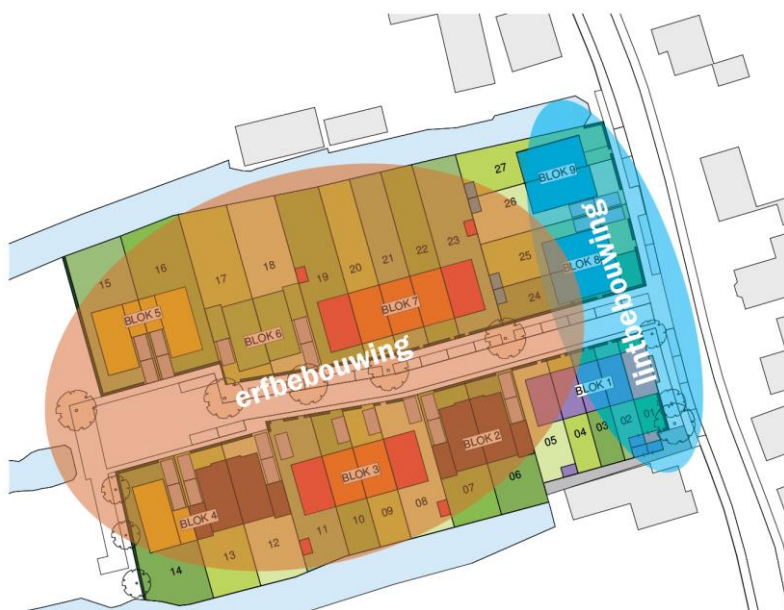 27
BLOK 9
26
15
16
17
18
19
20
21
22
23
25
BLOK 8
24
BLOK 5
BLOK 6
BLOK 7
lintbebouwing
erfbebouwing
BLOK 1
05
04
03
02
01
BLOK 2
BLOK 3
BLOK 4
14
13
12
11
10
09
08
07
06